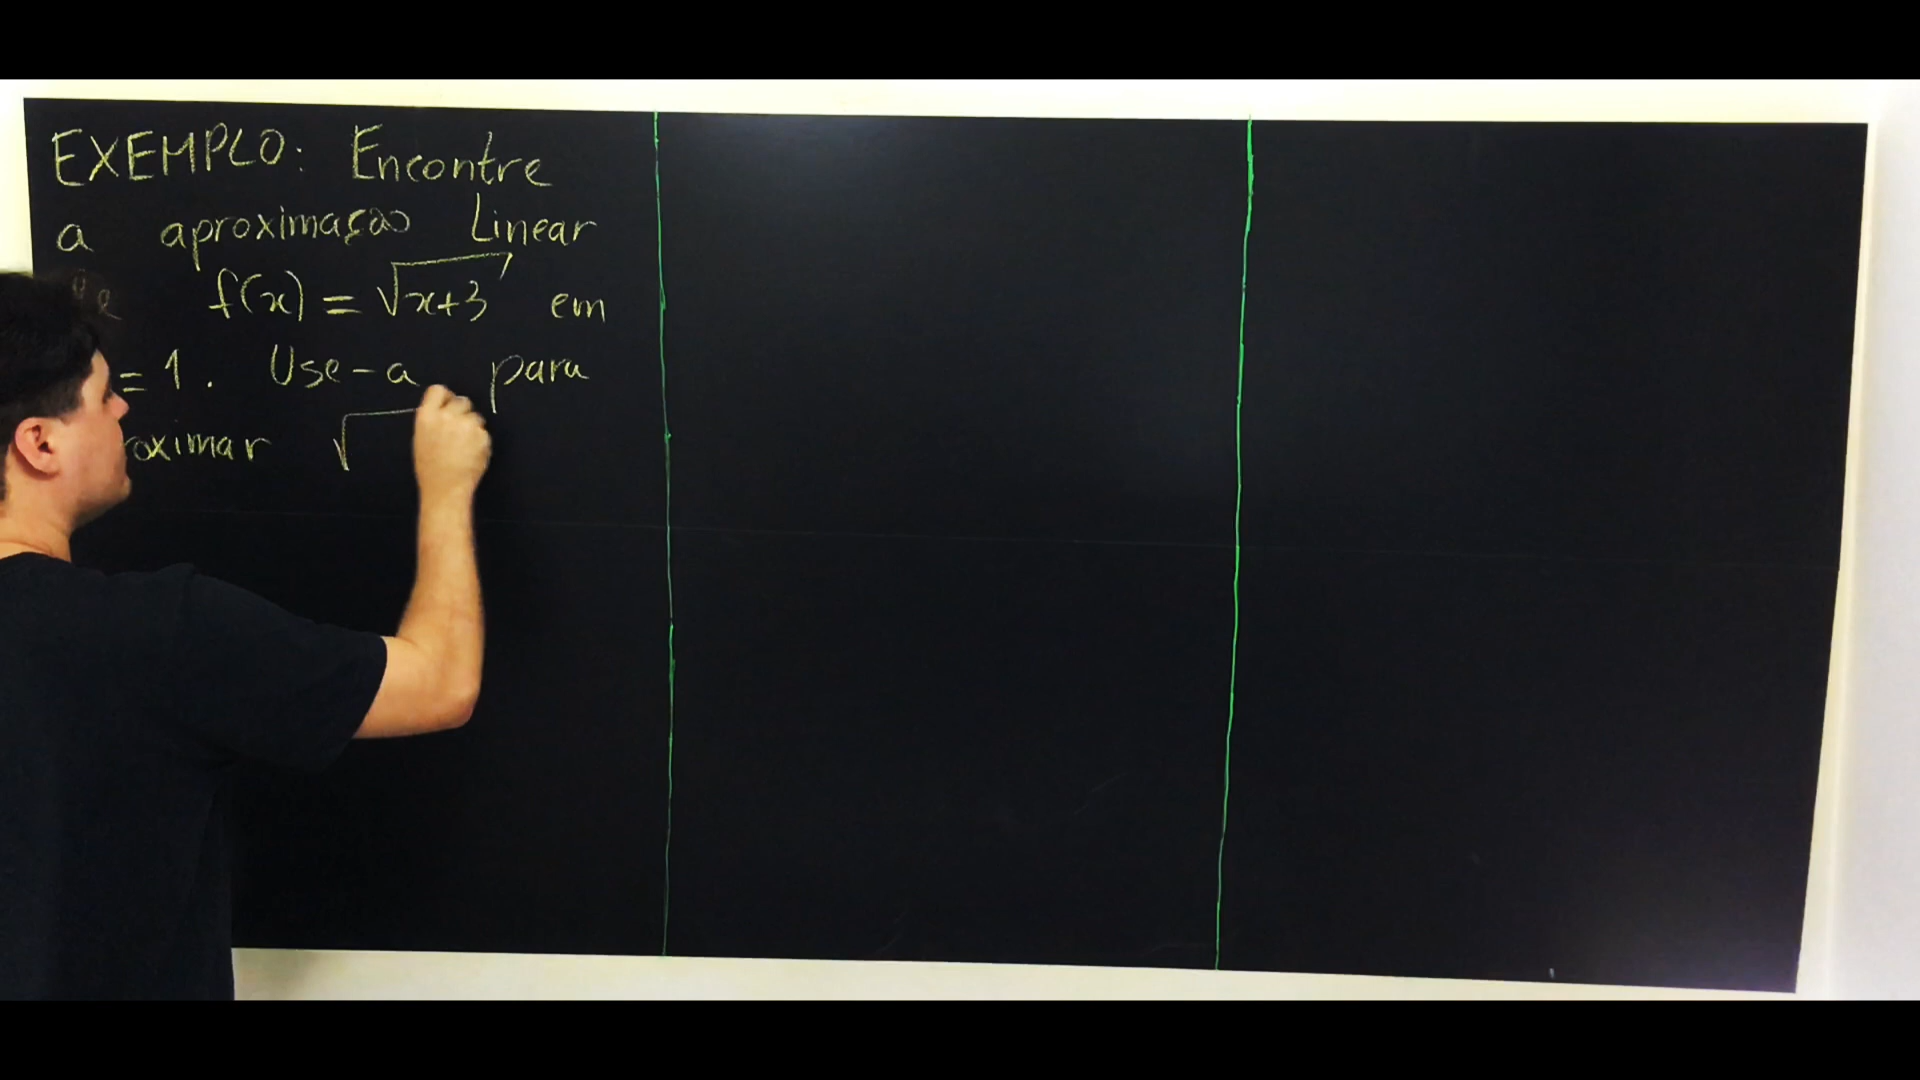 EXEMPLO: Encontre
a aproximação Linear
f(x) = √x+3 em
= 1. Use-a para
oximar √